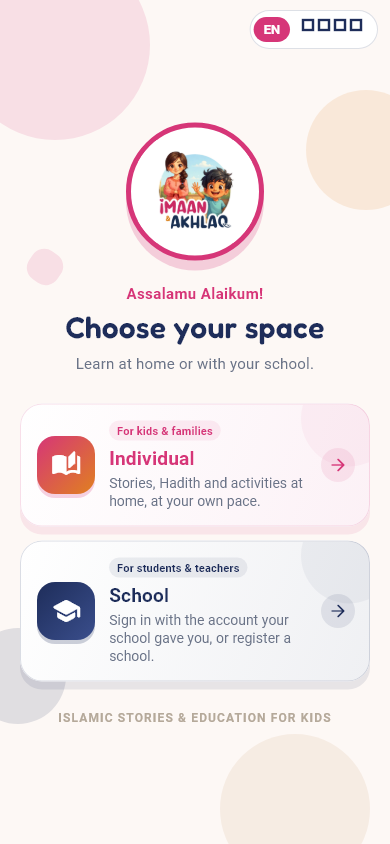 EN
IMAAN
& AKHLAQ
Assalamu Alaikum!
Choose your space
Learn at home or with your school.
For kids & families
Individual
Stories, Hadith and activities at
home, at your own pace.
For students & teachers
School
Sign in with the account your
school gave you, or register a
school.
ISLAMIC STORIES & EDUCATION FOR KIDS